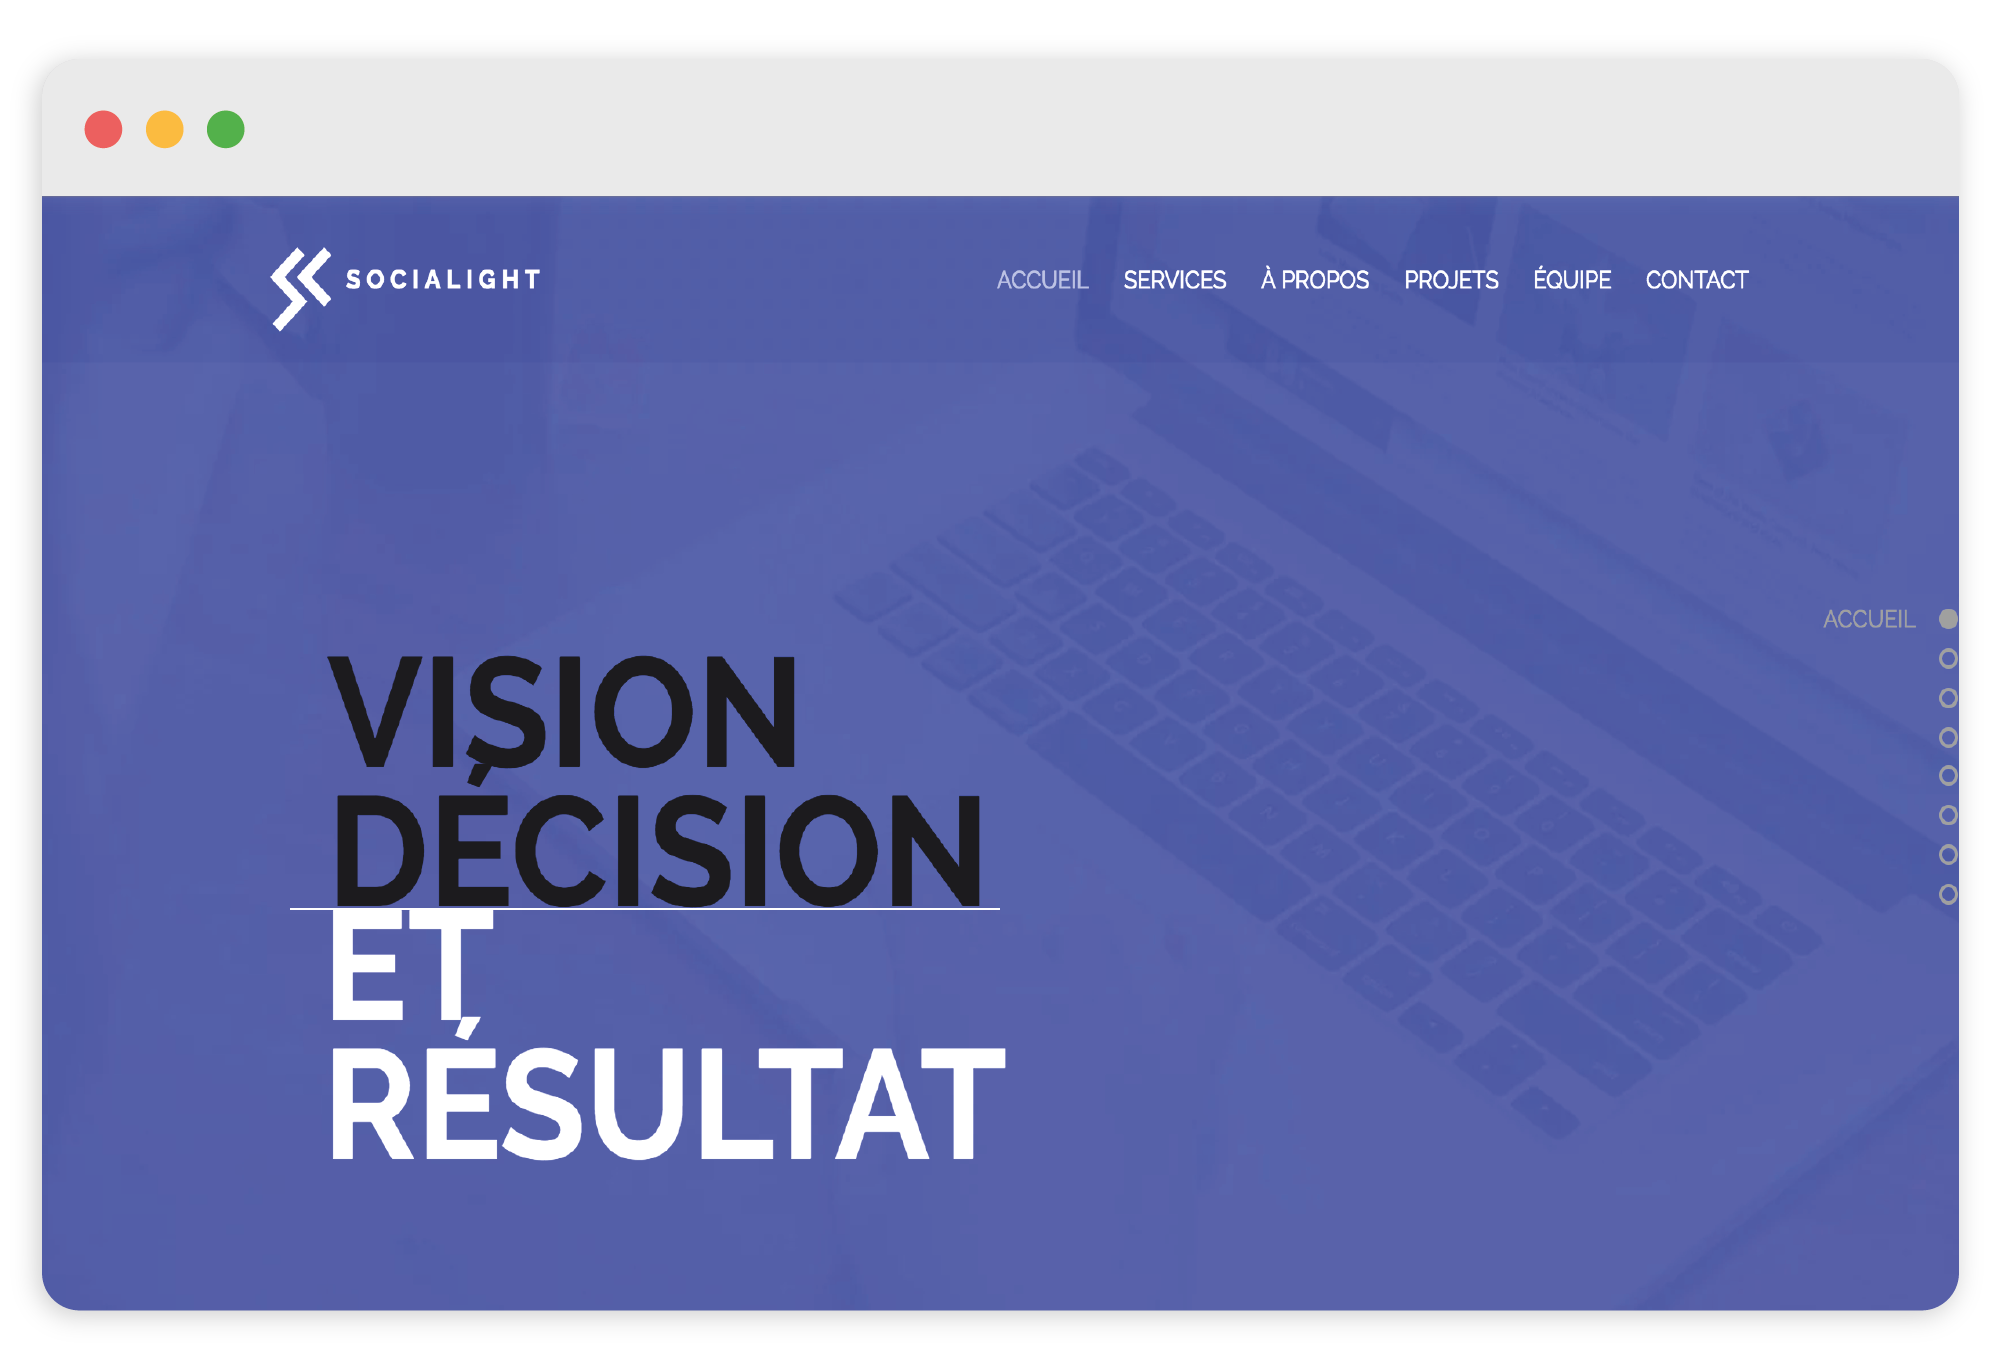 SOCIALIGHT
ACCUEIL SERVICES À PROPOS PROJETS ÉQUIPE CONTACT
ACCUEIL
VISION
DÉCISION
ET
RÉSULTAT